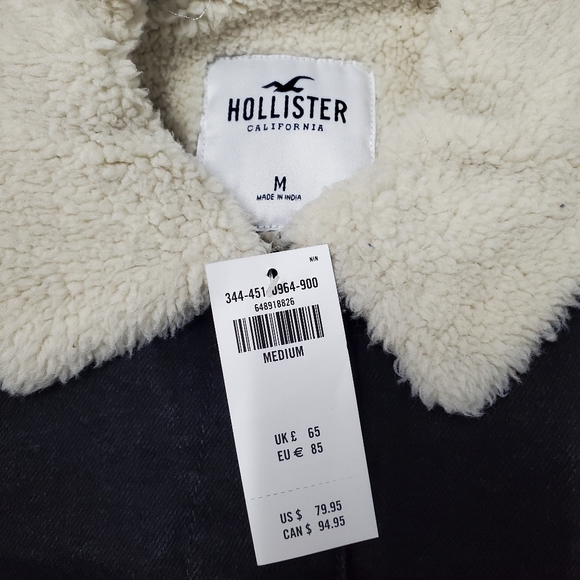 HOLLISTER
CALIFORNIA
M
MADE IN INDIA
NIN
344-451-0964-900
648918826
MEDIUM
UK £ 65
EU € 85
US $ 79.95
CAN $ 94.95